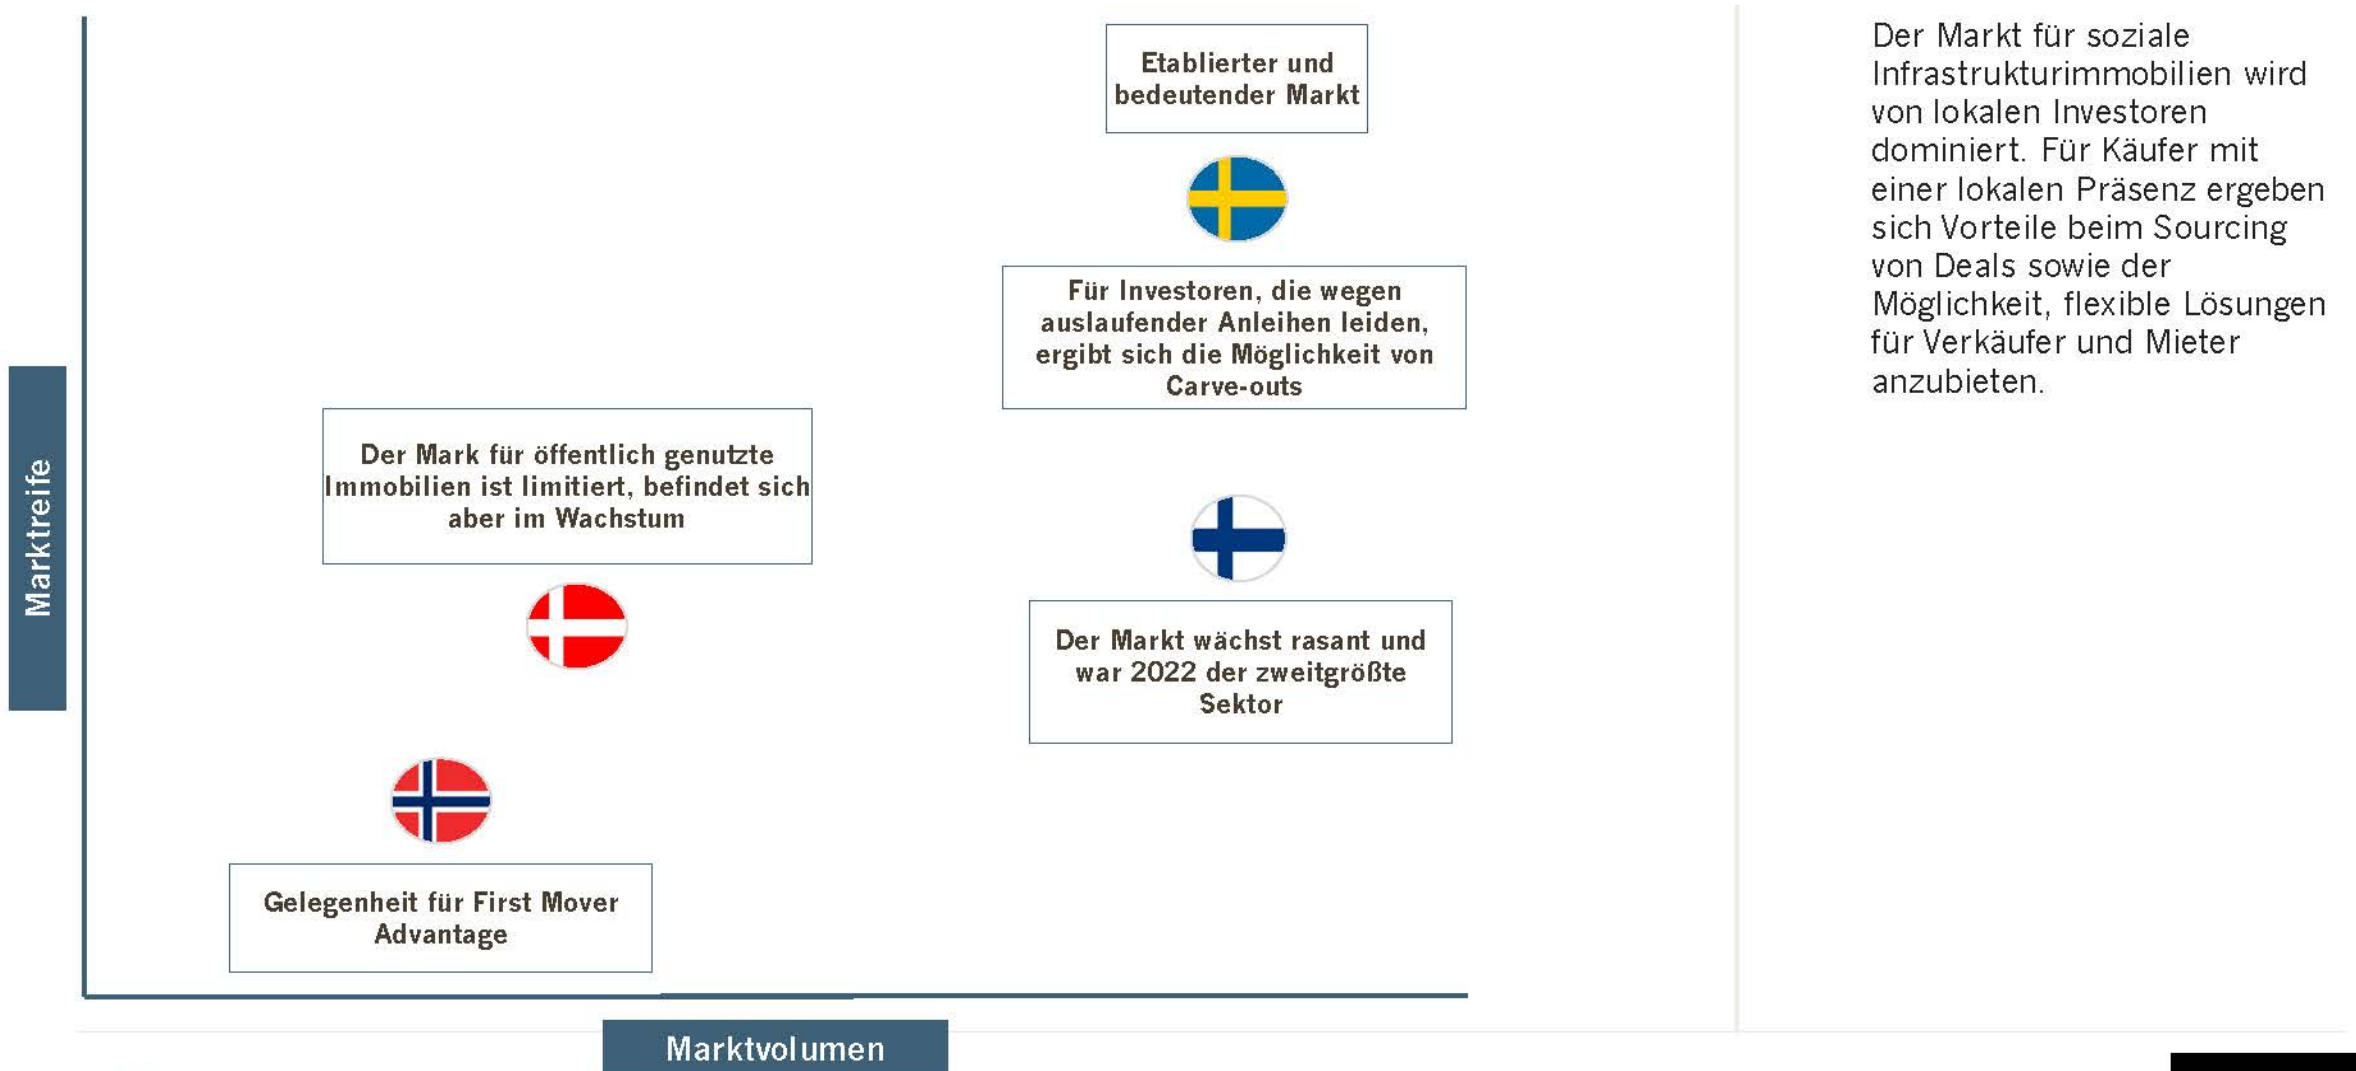 Etablierter und
bedeutender Markt
Für Investoren, die wegen
auslaufender Anleihen leiden,
ergibt sich die Möglichkeit von
Carve-outs
Der Mark für öffentlich genutzte
Immobilien ist limitiert, befindet sich
aber im Wachstum
Der Markt wächst rasant und
war 2022 der zweitgrößte
Sektor
Gelegenheit für First Mover
Advantage
Marktreife
Marktvolumen
Der Markt für soziale
Infrastrukturimmobilien wird
von lokalen Investoren
dominiert. Für Käufer mit
einer lokalen Präsenz ergeben
sich Vorteile beim Sourcing
von Deals sowie der
Möglichkeit, flexible Lösungen
für Verkäufer und Mieter
anzubieten.